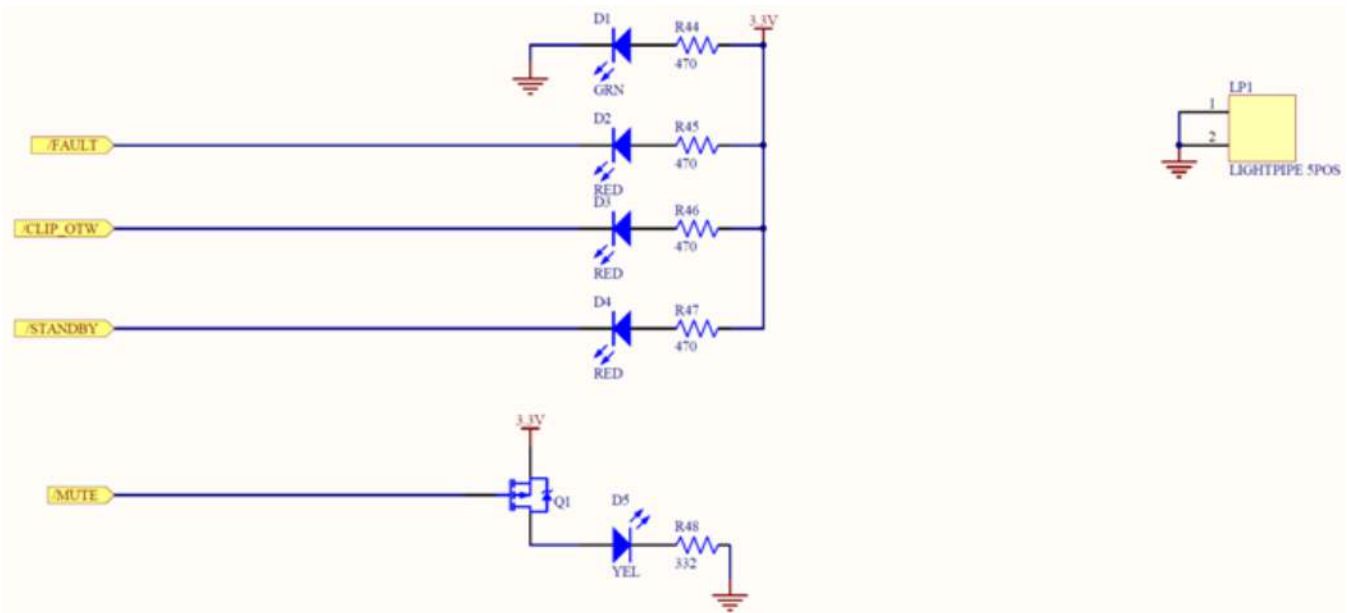 D1
R44
3.3V
470
GRN
LP1
1
2
LIGHTPIPE 5POS
/FAULT
D2
R45
470
RED
/CLIP_OTW
D3
R46
470
RED
/STANDBY
D4
R47
470
RED
3.3V
/MUTE
Q1
D5
R48
332
YEL